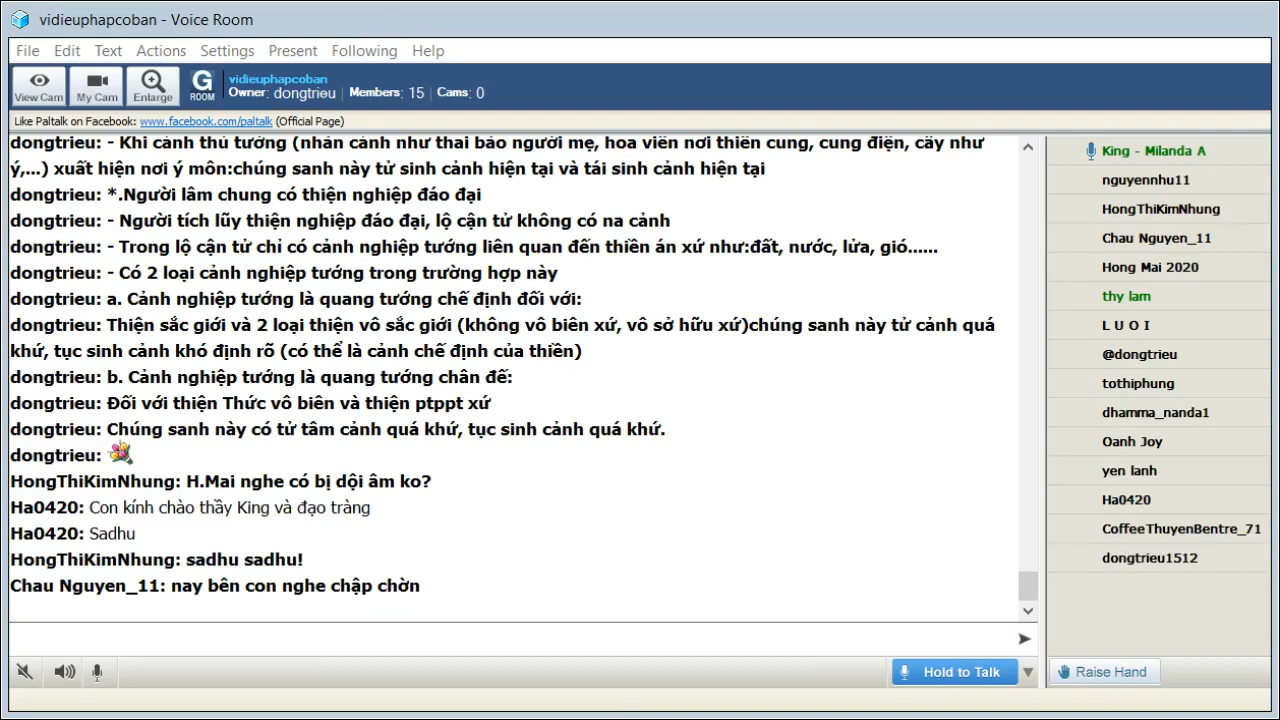 vidieuphapcoban - Voice Room
File Edit Text Actions Settings Present Following Help
View Cam My Cam Enlarge G ROOM vidieuphapcoban
Owner: dongtrieu | Members: 15 | Cams: 0
Like Paltalk on Facebook: www.facebook.com/paltalk (Official Page)
dongtrieu: - Khi cảnh thủ tướng (nhân cảnh như thai bào người mẹ, hoa viên nơi thiên cung, cung điện, cây như
ý,...) xuất hiện nơi ý môn:chúng sanh này tử sinh cảnh hiện tại và tái sinh cảnh hiện tại
dongtrieu: *.Người lâm chung có thiện nghiệp đáo đại
dongtrieu: - Người tích lũy thiện nghiệp đáo đại, lộ cận tử không có na cảnh
dongtrieu: - Trong lộ cận tử chỉ có cảnh nghiệp tướng liên quan đến thiền án xứ như:đất, nước, lửa, gió......
dongtrieu: - Có 2 loại cảnh nghiệp tướng trong trường hợp này
dongtrieu: a. Cảnh nghiệp tướng là quang tướng chế định đối với:
dongtrieu: Thiện sắc giới và 2 loại thiện vô sắc giới (không vô biên xứ, vô sở hữu xứ)chúng sanh này tử cảnh quá
khứ, tục sinh cảnh khó định rõ (có thể là cảnh chế định của thiền)
dongtrieu: b. Cảnh nghiệp tướng là quang tướng chân đế:
dongtrieu: Đối với thiện Thức vô biên và thiện ptppt xứ
dongtrieu: Chúng sanh này có tử tâm cảnh quá khứ, tục sinh cảnh quá khứ.
dongtrieu:
HongThiKimNhung: H.Mai nghe có bị dội âm ko?
Ha0420: Con kính chào thầy King và đạo tràng
Ha0420: Sadhu
HongThiKimNhung: sadhu sadhu!
Chau Nguyen_11: nay bên con nghe chập chờn
King - Milanda A
nguyennhu11
HongThiKimNhung
Chau Nguyen_11
Hong Mai 2020
thy lam
L U O I
@dongtrieu
tothiphung
dhamma_nanda1
Oanh Joy
yen lanh
Ha0420
CoffeeThuyenBentre_71
dongtrieu1512
Hold to Talk
Raise Hand